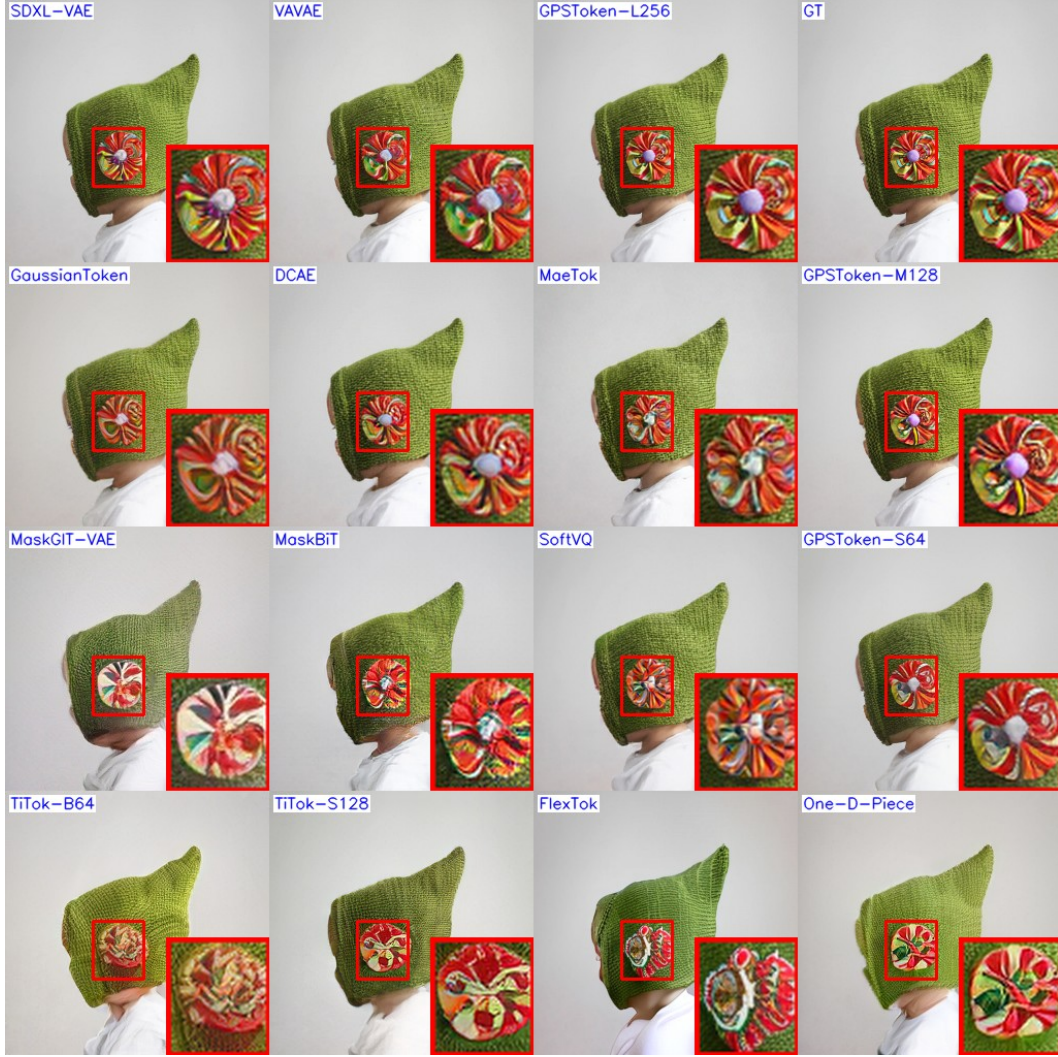 SDXL-VAE
VAVAE
GPSToken-L256
GT
GaussianToken
DCAE
MaeTok
GPSToken-M128
MaskGIT-VAE
MaskBiT
SoftVQ
GPSToken-S64
TiTok-B64
TiTok-S128
FlexTok
One-D-Piece